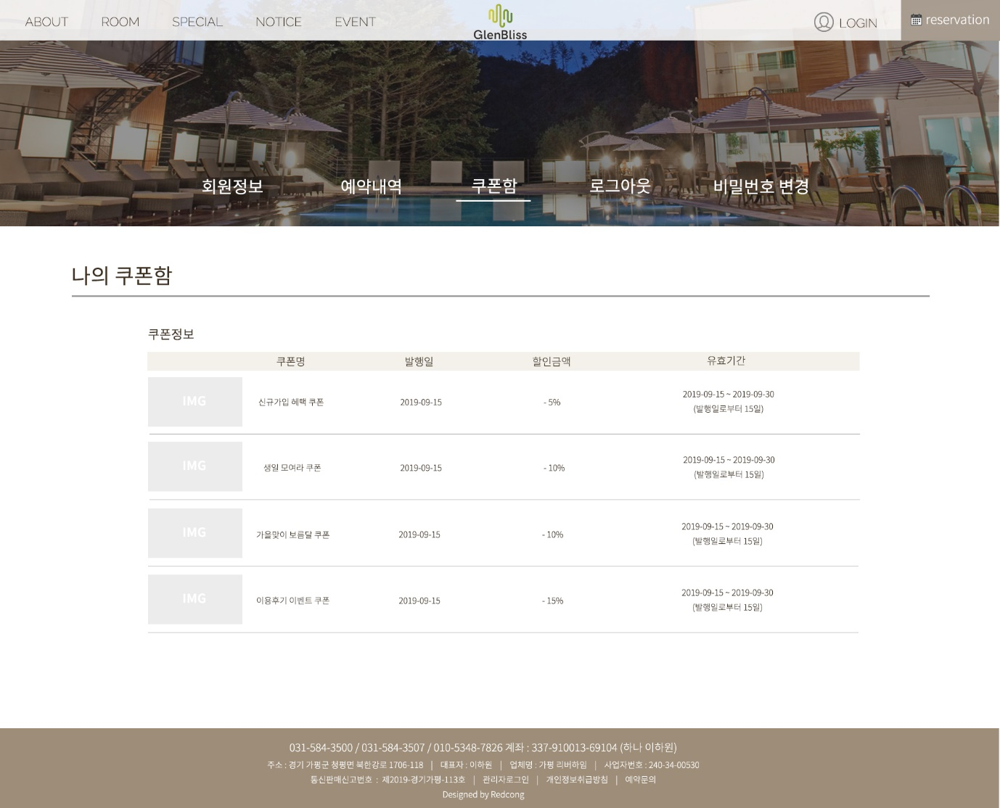 ABOUT ROOM SPECIAL NOTICE EVENT GlenBliss LOGIN reservation
회원정보 예약내역 쿠폰함 로그아웃 비밀번호 변경
나의 쿠폰함
쿠폰정보
쿠폰명 발행일 할인금액 유효기간
IMG 신규가입 혜택 쿠폰 2019-09-15 - 5% 2019-09-15 ~ 2019-09-30
(발행일로부터 15일)
IMG 생일 모여라 쿠폰 2019-09-15 - 10% 2019-09-15 ~ 2019-09-30
(발행일로부터 15일)
IMG 가을맞이 보름달 쿠폰 2019-09-15 - 10% 2019-09-15 ~ 2019-09-30
(발행일로부터 15일)
IMG 이용후기 이벤트 쿠폰 2019-09-15 - 15% 2019-09-15 ~ 2019-09-30
(발행일로부터 15일)
031-584-3500 / 031-584-3507 / 010-5348-7826 계좌 : 337-910013-69104 (하나 이하원)
주소 : 경기 가평군 청평면 북한강로 1706-118 | 대표자 : 이하원 | 업체명 : 가평 리버하임 | 사업자번호 : 240-34-00530
통신판매신고번호 : 제2019-경기가평-113호 | 관리자로그인 | 개인정보취급방침 | 예약문의
Designed by Redcong